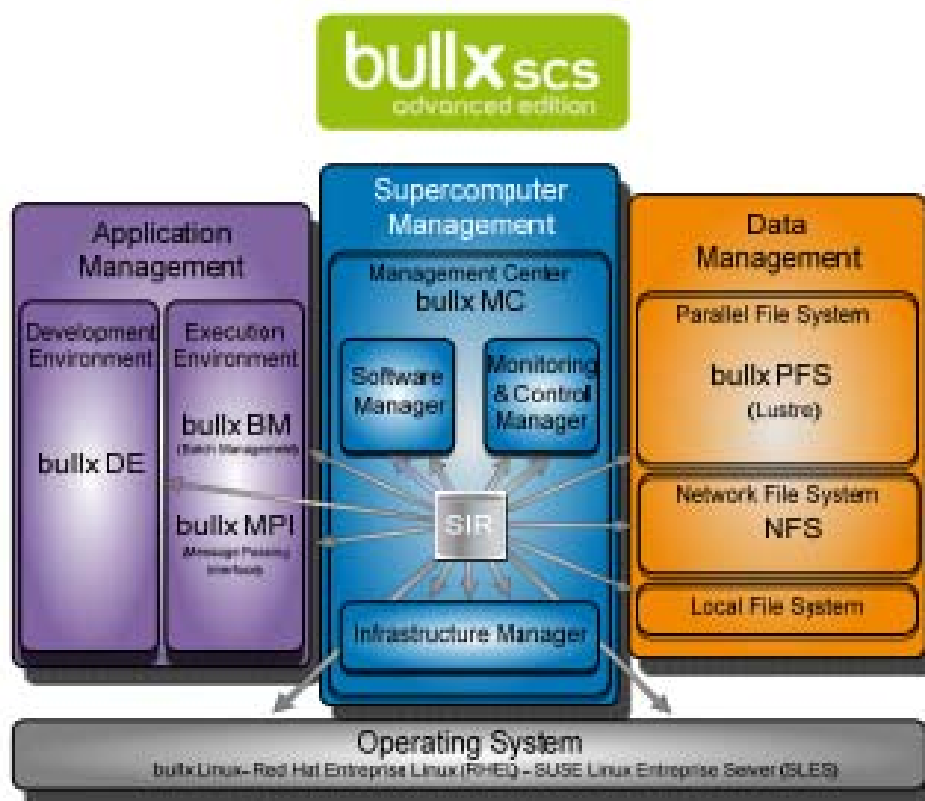 bullx scs
advanced edition
Application
Management
Development
Environment
bullx DE
Execution
Environment
bullx BM
(Batch Management)
bullx MPI
(Message Passing
Interface)
Supercomputer
Management
Management Center
bullx MC
Software
Manager
Monitoring
& Control
Manager
SIR
Infrastructure Manager
Data
Management
Parallel File System
bullx PFS
(Lustre)
Network File System
NFS
Local File System
Operating System
bullx Linux - Red Hat Entreprise Linux (RHEL) - SUSE Linux Entreprise Server (SLES)